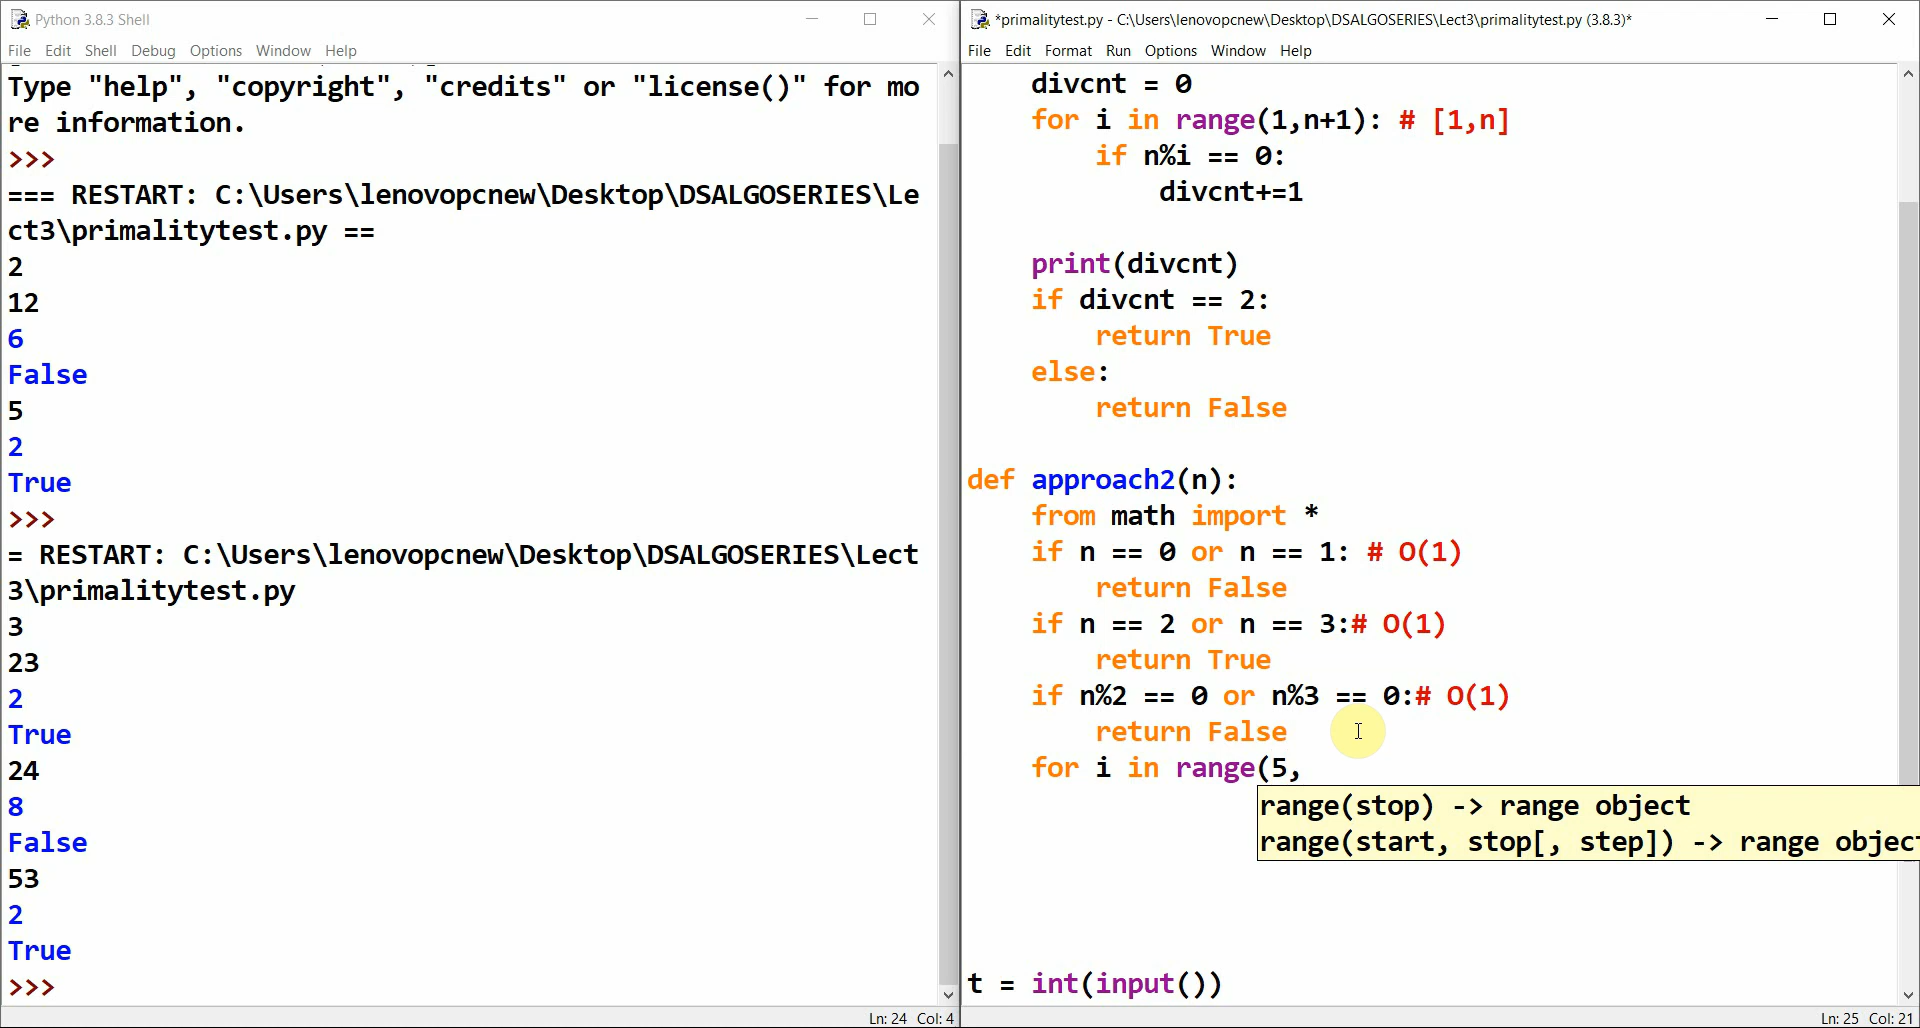 Python 3.8.3 Shell
File Edit Shell Debug Options Window Help
Type "help", "copyright", "credits" or "license()" for mo
re information.
>>>
=== RESTART: C:\Users\lenovopcnew\Desktop\DSALGOSERIES\Le
ct3\primalitytest.py ==
2
12
6
False
5
2
True
>>>
= RESTART: C:\Users\lenovopcnew\Desktop\DSALGOSERIES\Lect
3\primalitytest.py
3
23
2
True
24
8
False
53
2
True
>>>
Ln: 24 Col: 4
*primalitytest.py - C:\Users\lenovopcnew\Desktop\DSALGOSERIES\Lect3\primalitytest.py (3.8.3)*
File Edit Format Run Options Window Help
divcnt = 0
for i in range(1,n+1): # [1,n]
if n%i == 0:
divcnt+=1
print(divcnt)
if divcnt == 2:
return True
else:
return False
def approach2(n):
from math import *
if n == 0 or n == 1: # O(1)
return False
if n == 2 or n == 3:# O(1)
return True
if n%2 == 0 or n%3 == 0:# O(1)
return False
for i in range(5,
range(stop) -> range object
range(start, stop[, step]) -> range objec
t = int(input())
Ln: 25 Col: 21